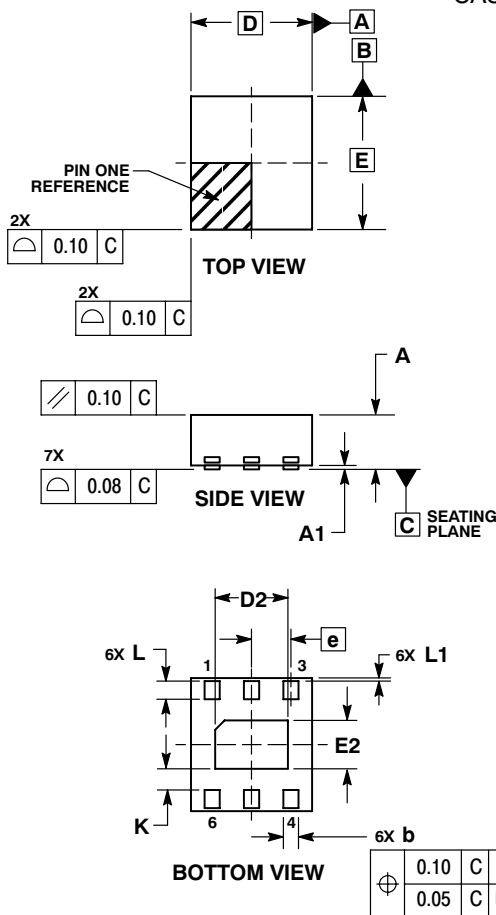 D
A
B
E
PIN ONE
REFERENCE
2X
0.10 C
TOP VIEW
2X
0.10 C
A
0.10 C
7X
0.08 C
SIDE VIEW
A1
C SEATING
PLANE
D2
e
6X L
1
3
6X L1
E2
K
6
4
6X b
BOTTOM VIEW
0.10 C
0.05 C